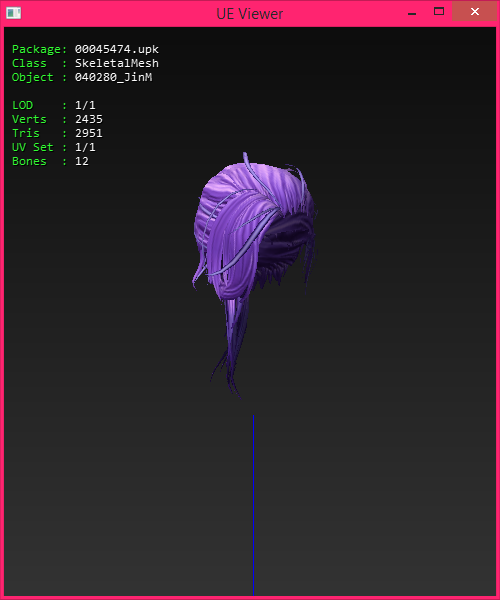 UE Viewer
Package: 00045474.upk
Class : SkeletalMesh
Object : 040280_JinM
LOD : 1/1
Verts : 2435
Tris : 2951
UV Set : 1/1
Bones : 12